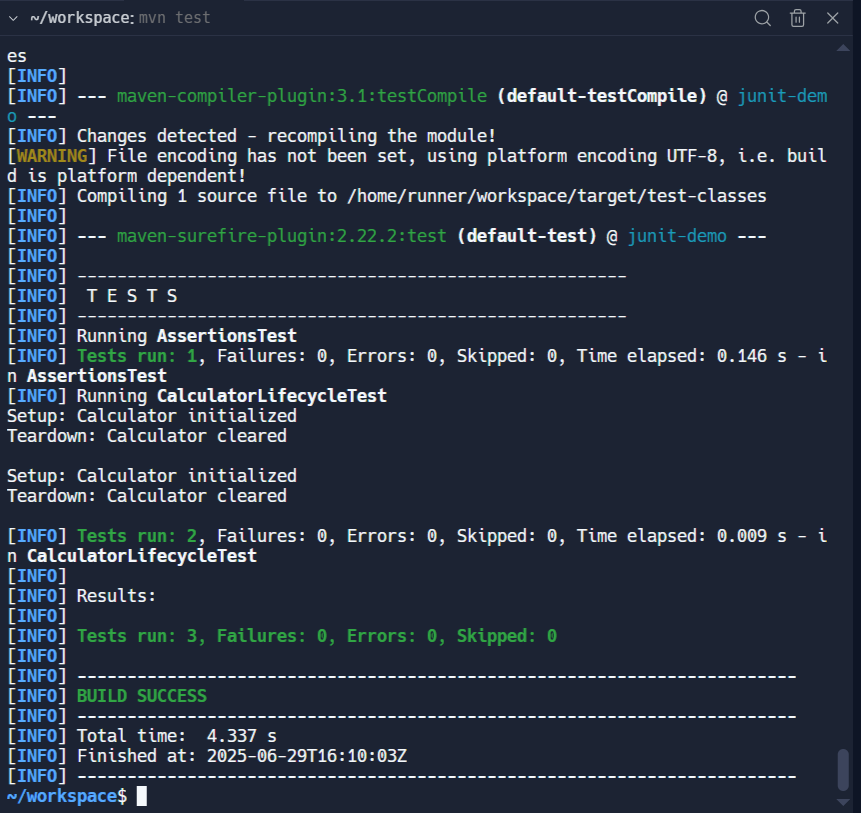 ~/workspace: mvn test
es
[INFO]
[INFO] --- maven-compiler-plugin:3.1:testCompile (default-testCompile) @ junit-dem
o ---
[INFO] Changes detected - recompiling the module!
[WARNING] File encoding has not been set, using platform encoding UTF-8, i.e. buil
d is platform dependent!
[INFO] Compiling 1 source file to /home/runner/workspace/target/test-classes
[INFO]
[INFO] --- maven-surefire-plugin:2.22.2:test (default-test) @ junit-demo ---
[INFO]
[INFO] -------------------------------------------------------
[INFO]  T E S T S
[INFO] -------------------------------------------------------
[INFO] Running AssertionsTest
[INFO] Tests run: 1, Failures: 0, Errors: 0, Skipped: 0, Time elapsed: 0.146 s - i
n AssertionsTest
[INFO] Running CalculatorLifecycleTest
Setup: Calculator initialized
Teardown: Calculator cleared
Setup: Calculator initialized
Teardown: Calculator cleared
[INFO] Tests run: 2, Failures: 0, Errors: 0, Skipped: 0, Time elapsed: 0.009 s - i
n CalculatorLifecycleTest
[INFO]
[INFO] Results:
[INFO]
[INFO] Tests run: 3, Failures: 0, Errors: 0, Skipped: 0
[INFO]
[INFO] ------------------------------------------------------------------------
[INFO] BUILD SUCCESS
[INFO] ------------------------------------------------------------------------
[INFO] Total time:  4.337 s
[INFO] Finished at: 2025-06-29T16:10:03Z
[INFO] ------------------------------------------------------------------------
~/workspace$